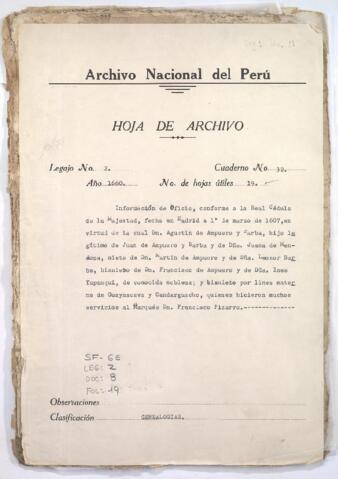 Archivo Nacional del Perú
HOJA DE ARCHIVO
Legajo No. 2. Cuaderno No. 32.
Año 1660. No. de hojas útiles 19.
Información de Oficio, conforme a la Real Cédula
de la Majestad, fecha en Madrid a 1° de marzo de 1607, en
virtud de la cual Dn. Agustín de Ampuero y Barba, hijo le
gítimo de Juan de Ampuero y Barba y de Dña. Juana de Men-
doza, nieto de Dn. Martín de Ampuero y de Dña. Leonor Bar
ba, bisnieto de Dn. Francisco de Ampuero y de Dña. Ines
Yupanqui, de conocida nobleza; y bisnieto por línea mater
na de Guaynacava y Condarguacho, quienes hicieron muchos
servicios al Marqués Dn. Francisco Pizarro.
SF-GE
LEG: 2
DOC: 8
FOL: 19
Observaciones
Clasificación GENEALOGIAS.